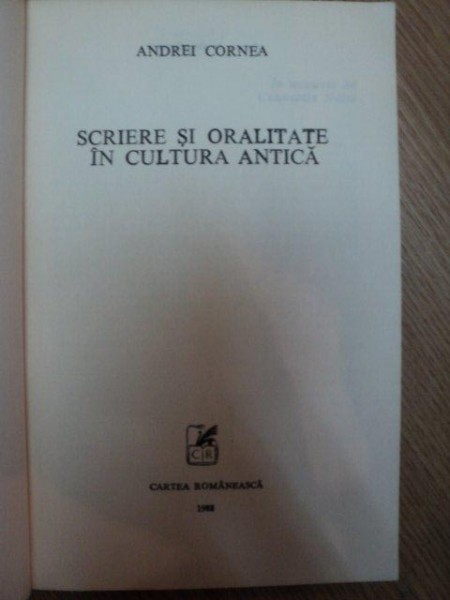 ANDREI CORNEA
SCRIERE ȘI ORALITATE
ÎN CULTURA ANTICĂ
CR
CARTEA ROMÂNEASCĂ
1988